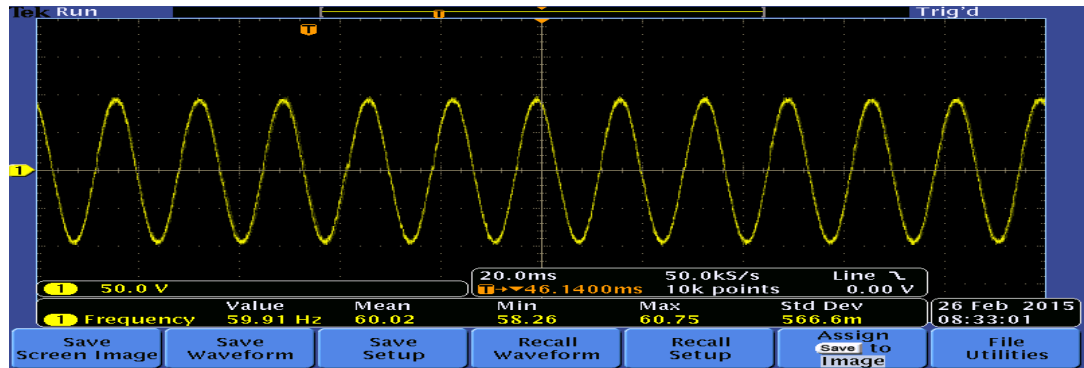 Tek Run Trig'd
T
T
1
1 50.0 V
20.0ms 50.0kS/s Line
T→▼46.1400ms 10k points 0.00 V
Value Mean Min Max Std Dev
1 Frequency 59.91 Hz 60.02 58.26 60.75 566.6m
26 Feb 2015
08:33:01
Save
Screen Image
Save
Waveform
Save
Setup
Recall
Waveform
Recall
Setup
Assign
Save to
Image
File
Utilities